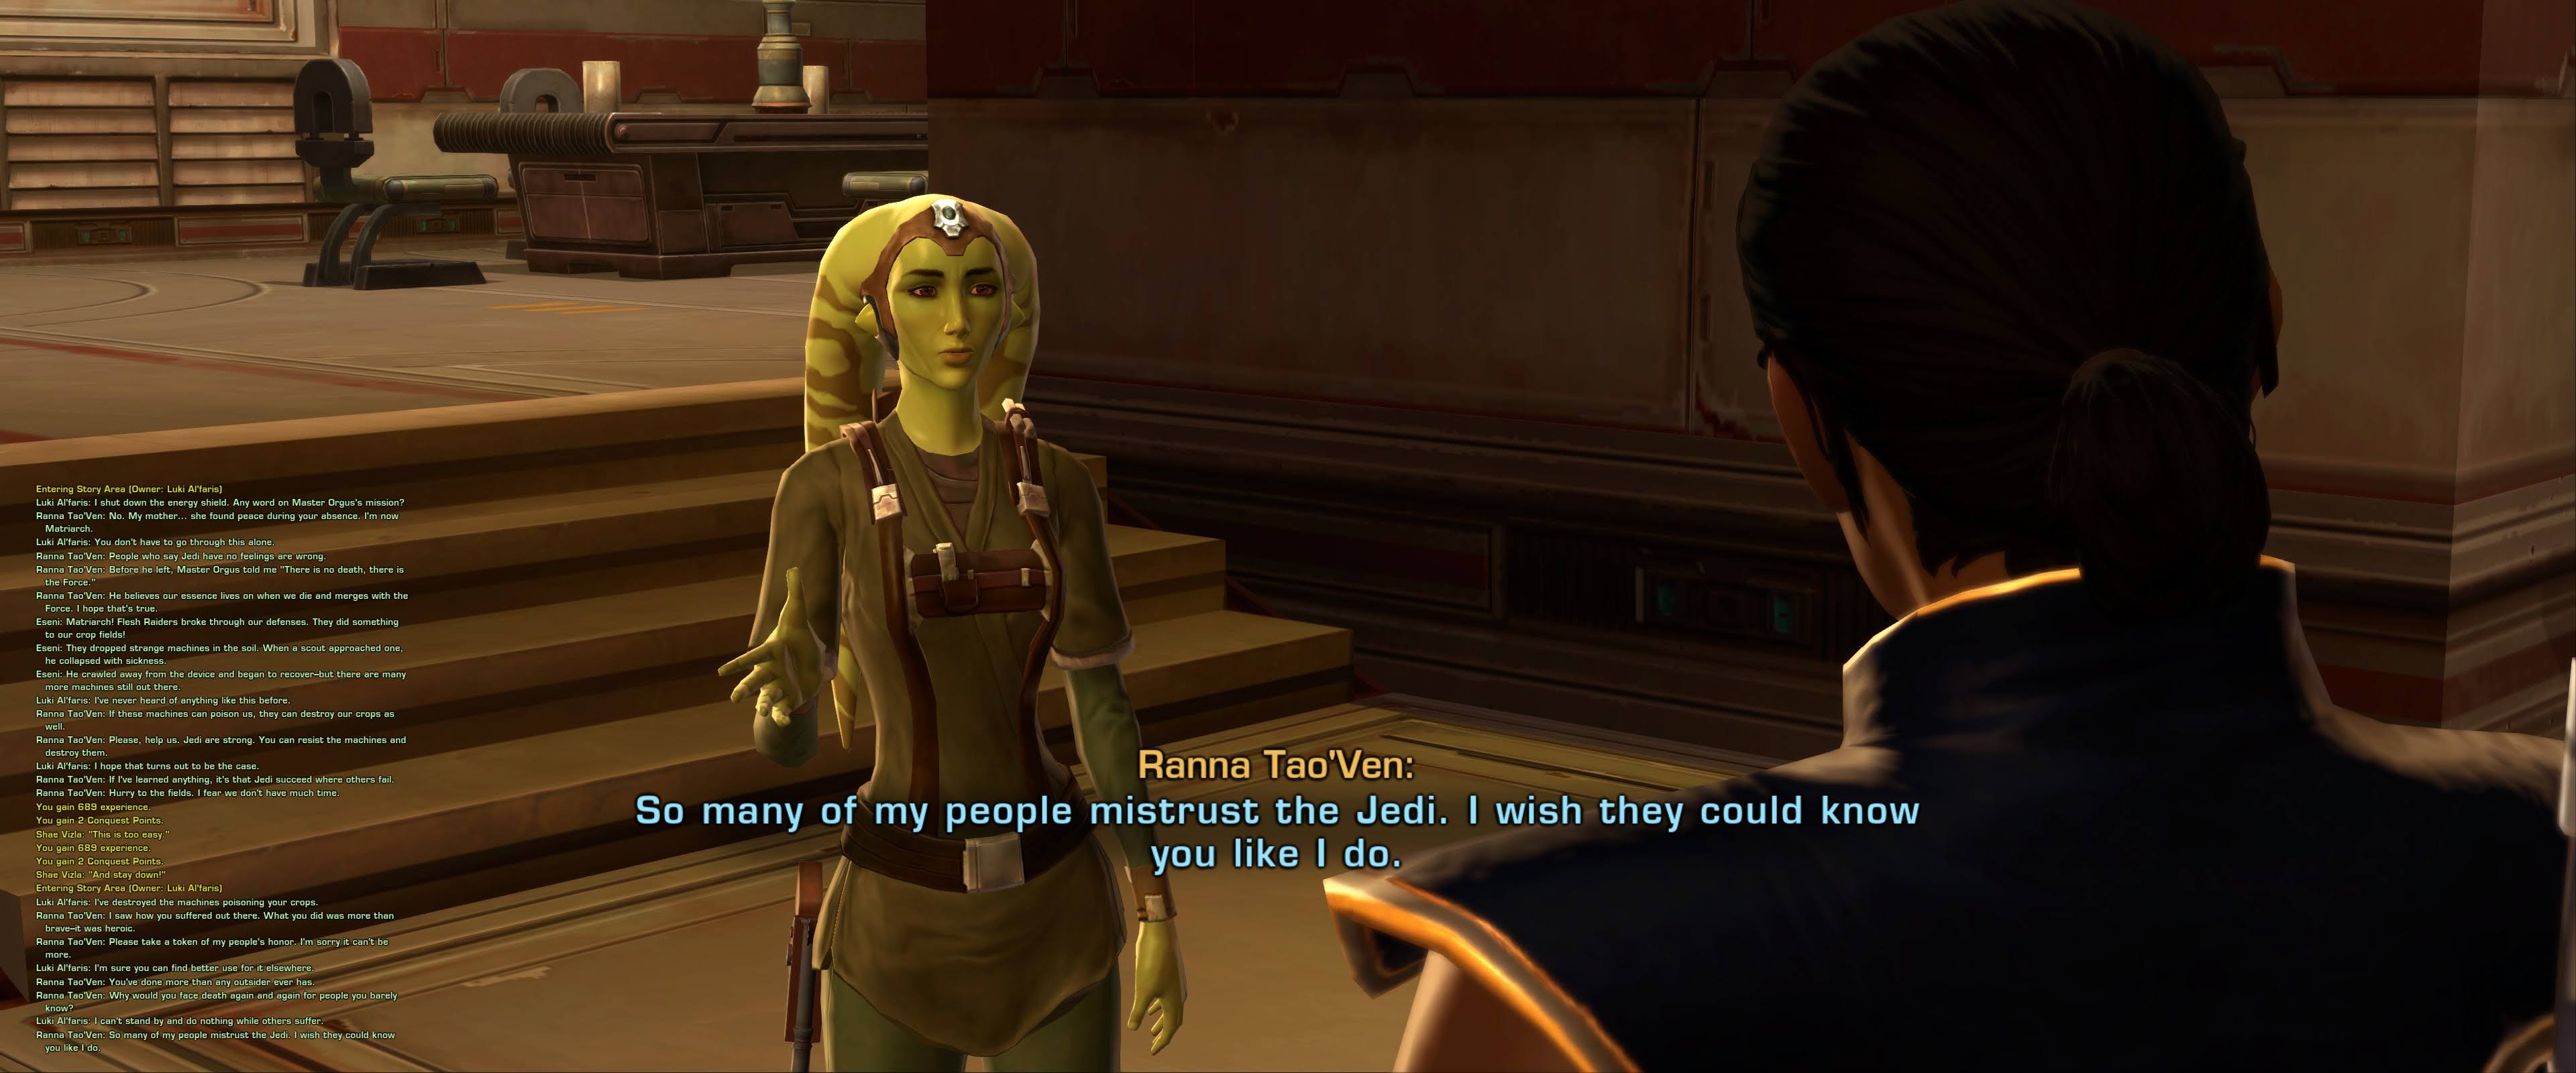 Entering Story Area (Owner: Luki Al'faris)
Luki Al'faris: I shut down the energy shield. Any word on Master Orgus's mission?
Ranna Tao'Ven: No. My mother... she found peace during your absence. I'm now
Matriarch.
Luki Al'faris: You don't have to go through this alone.
Ranna Tao'Ven: People who say Jedi have no feelings are wrong.
Ranna Tao'Ven: Before he left, Master Orgus told me "There is no death, there is
the Force."
Ranna Tao'Ven: He believes our essence lives on when we die and merges with the
Force. I hope that's true.
Eseni: Matriarch! Flesh Raiders broke through our defenses. They did something
to our crop fields!
Eseni: They dropped strange machines in the soil. When a scout approached one,
he collapsed with sickness.
Eseni: He crawled away from the device and began to recover—but there are many
more machines still out there.
Luki Al'faris: I've never heard of anything like this before.
Ranna Tao'Ven: If these machines can poison us, they can destroy our crops as
well.
Ranna Tao'Ven: Please, help us. Jedi are strong. You can resist the machines and
destroy them.
Luki Al'faris: I hope that turns out to be the case.
Ranna Tao'Ven: If I've learned anything, it's that Jedi succeed where others fail.
Ranna Tao'Ven: Hurry to the fields. I fear we don't have much time.
You gain 689 experience.
You gain 2 Conquest Points.
Shae Vizla: "This is too easy."
You gain 689 experience.
You gain 2 Conquest Points.
Shae Vizla: "And stay down!"
Entering Story Area (Owner: Luki Al'faris)
Luki Al'faris: I've destroyed the machines poisoning your crops.
Ranna Tao'Ven: I saw how you suffered out there. What you did was more than
brave—it was heroic.
Ranna Tao'Ven: Please take a token of my people's honor. I'm sorry it can't be
more.
Luki Al'faris: I'm sure you can find better use for it elsewhere.
Ranna Tao'Ven: You've done more than any outsider ever has.
Ranna Tao'Ven: Why would you face death again and again for people you barely
know?
Luki Al'faris: I can't stand by and do nothing while others suffer.
Ranna Tao'Ven: So many of my people mistrust the Jedi. I wish they could know
you like I do.
Ranna Tao'Ven:
So many of my people mistrust the Jedi. I wish they could know
you like I do.